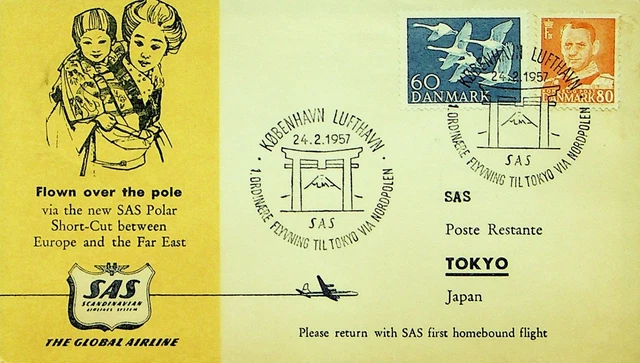 Flown over the pole
via the new SAS Polar
Short-Cut between
Europe and the Far East
SAS
SCANDINAVIAN
AIRLINES SYSTEM
THE GLOBAL AIRLINE
KØBENHAVN LUFTHAVN
24.2.1957
SAS
1. ORDINÆRE FLYVNING TIL TOKYO VIA NORDPOLEN
60
DANMARK
DANMARK 80
KØBENHAVN LUFTHAVN
24.2.1957
SAS
1. ORDINÆRE FLYVNING TIL TOKYO VIA NORDPOLEN
SAS
Poste Restante
TOKYO
Japan
Please return with SAS first homebound flight